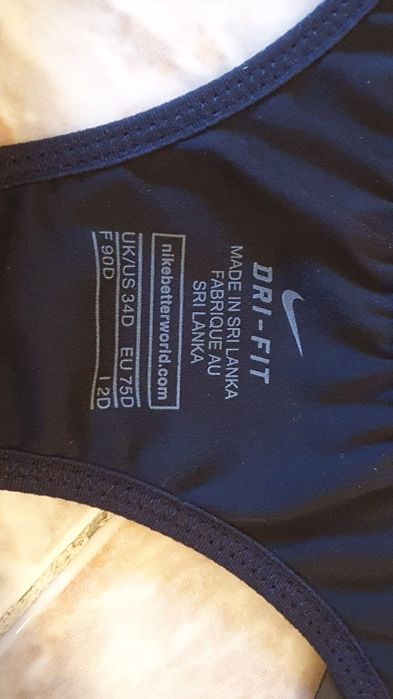 DRI-FIT
MADE IN SRI LANKA
FABRIQUE AU
SRI LANKA
nikebetterworld.com
UK/US 34D EU 75D
F 90D I 2D